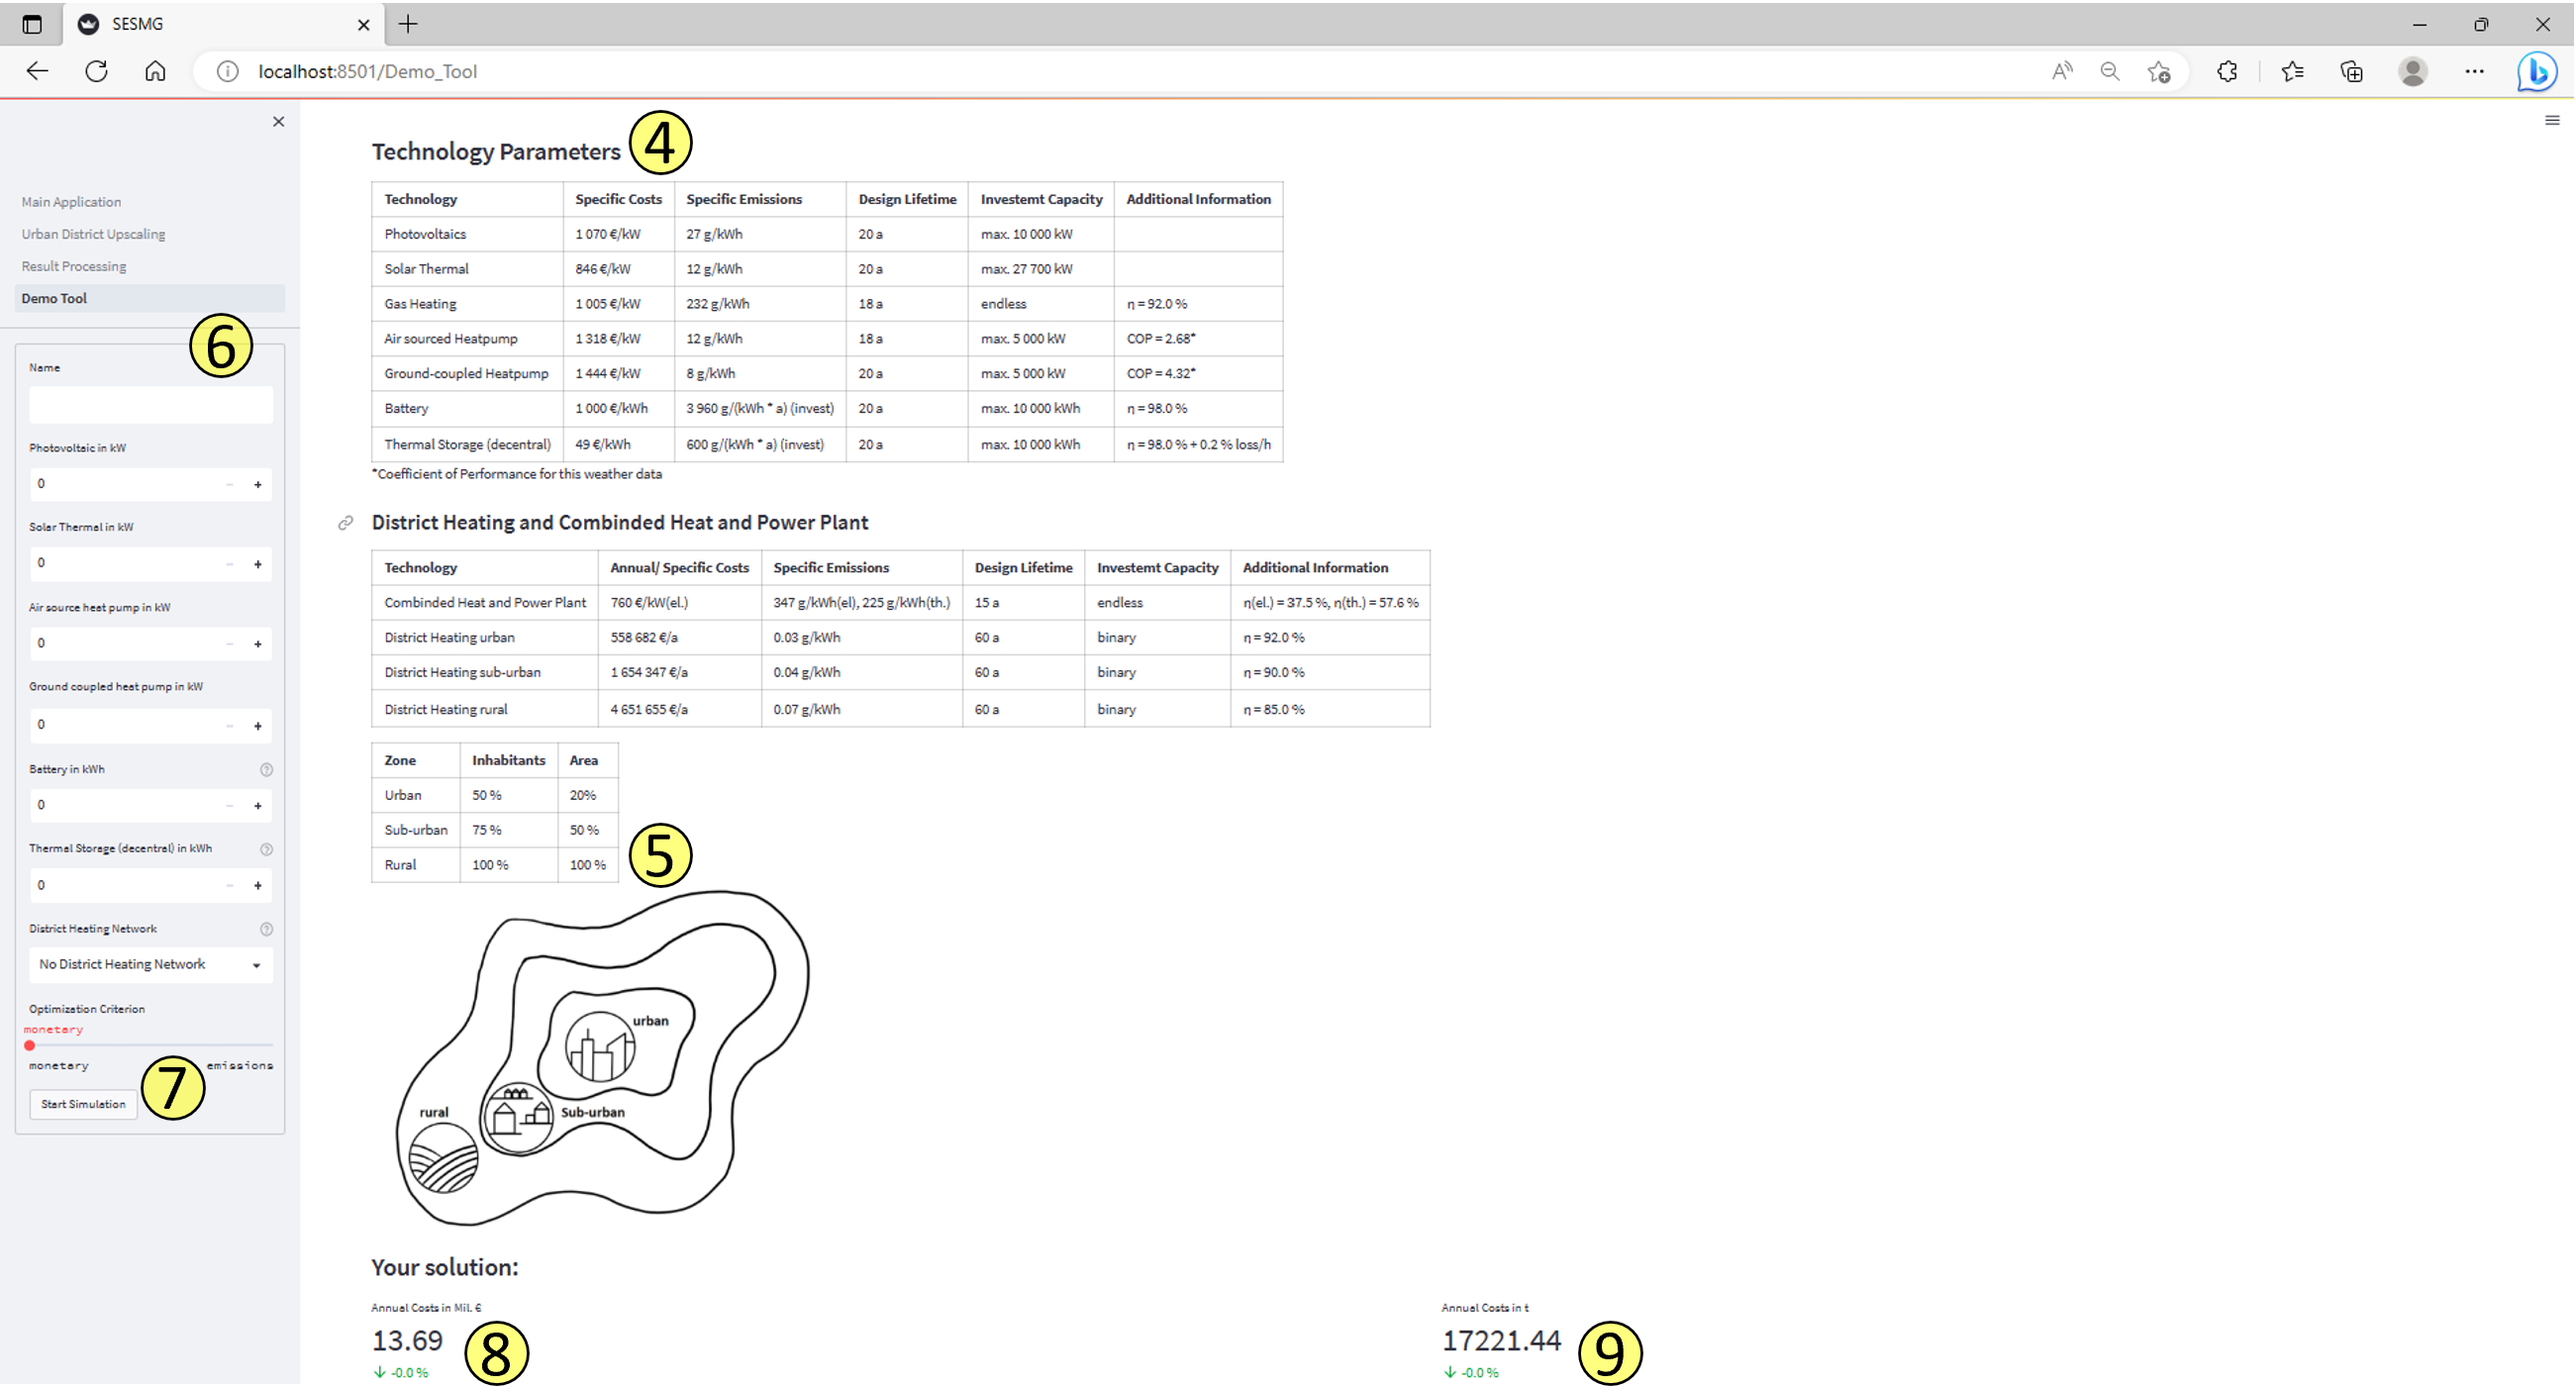 SESMG
localhost:8501/Demo_Tool
Main Application
Urban District Upscaling
Result Processing
Demo Tool
6
Name
Photovoltaic in kW
0 − +
Solar Thermal in kW
0 − +
Air source heat pump in kW
0 − +
Ground coupled heat pump in kW
0 − +
Battery in kWh
0 − +
Thermal Storage (decentral) in kWh
0 − +
District Heating Network
No District Heating Network
Optimization Criterion
monetary
monetary emissions
Start Simulation 7
Technology Parameters 4
Technology Specific Costs Specific Emissions Design Lifetime Investemt Capacity Additional Information
Photovoltaics 1 070 €/kW 27 g/kWh 20 a max. 10 000 kW
Solar Thermal 846 €/kW 12 g/kWh 20 a max. 27 700 kW
Gas Heating 1 005 €/kW 232 g/kWh 18 a endless η = 92.0 %
Air sourced Heatpump 1 318 €/kW 12 g/kWh 18 a max. 5 000 kW COP = 2.68*
Ground-coupled Heatpump 1 444 €/kW 8 g/kWh 20 a max. 5 000 kW COP = 4.32*
Battery 1 000 €/kWh 3 960 g/(kWh * a) (invest) 20 a max. 10 000 kWh η = 98.0 %
Thermal Storage (decentral) 49 €/kWh 600 g/(kWh * a) (invest) 20 a max. 10 000 kWh η = 98.0 % + 0.2 % loss/h
*Coefficient of Performance for this weather data
District Heating and Combinded Heat and Power Plant
Technology Annual/ Specific Costs Specific Emissions Design Lifetime Investemt Capacity Additional Information
Combinded Heat and Power Plant 760 €/kW(el.) 347 g/kWh(el), 225 g/kWh(th.) 15 a endless η(el.) = 37.5 %, η(th.) = 57.6 %
District Heating urban 558 682 €/a 0.03 g/kWh 60 a binary η = 92.0 %
District Heating sub-urban 1 654 347 €/a 0.04 g/kWh 60 a binary η = 90.0 %
District Heating rural 4 651 655 €/a 0.07 g/kWh 60 a binary η = 85.0 %
Zone Inhabitants Area
Urban 50 % 20%
Sub-urban 75 % 50 %
Rural 100 % 100 %
5
urban
Sub-urban
rural
Your solution:
Annual Costs in Mil. € Annual Costs in t
13.69 8 17221.44 9
-0.0 % -0.0 %